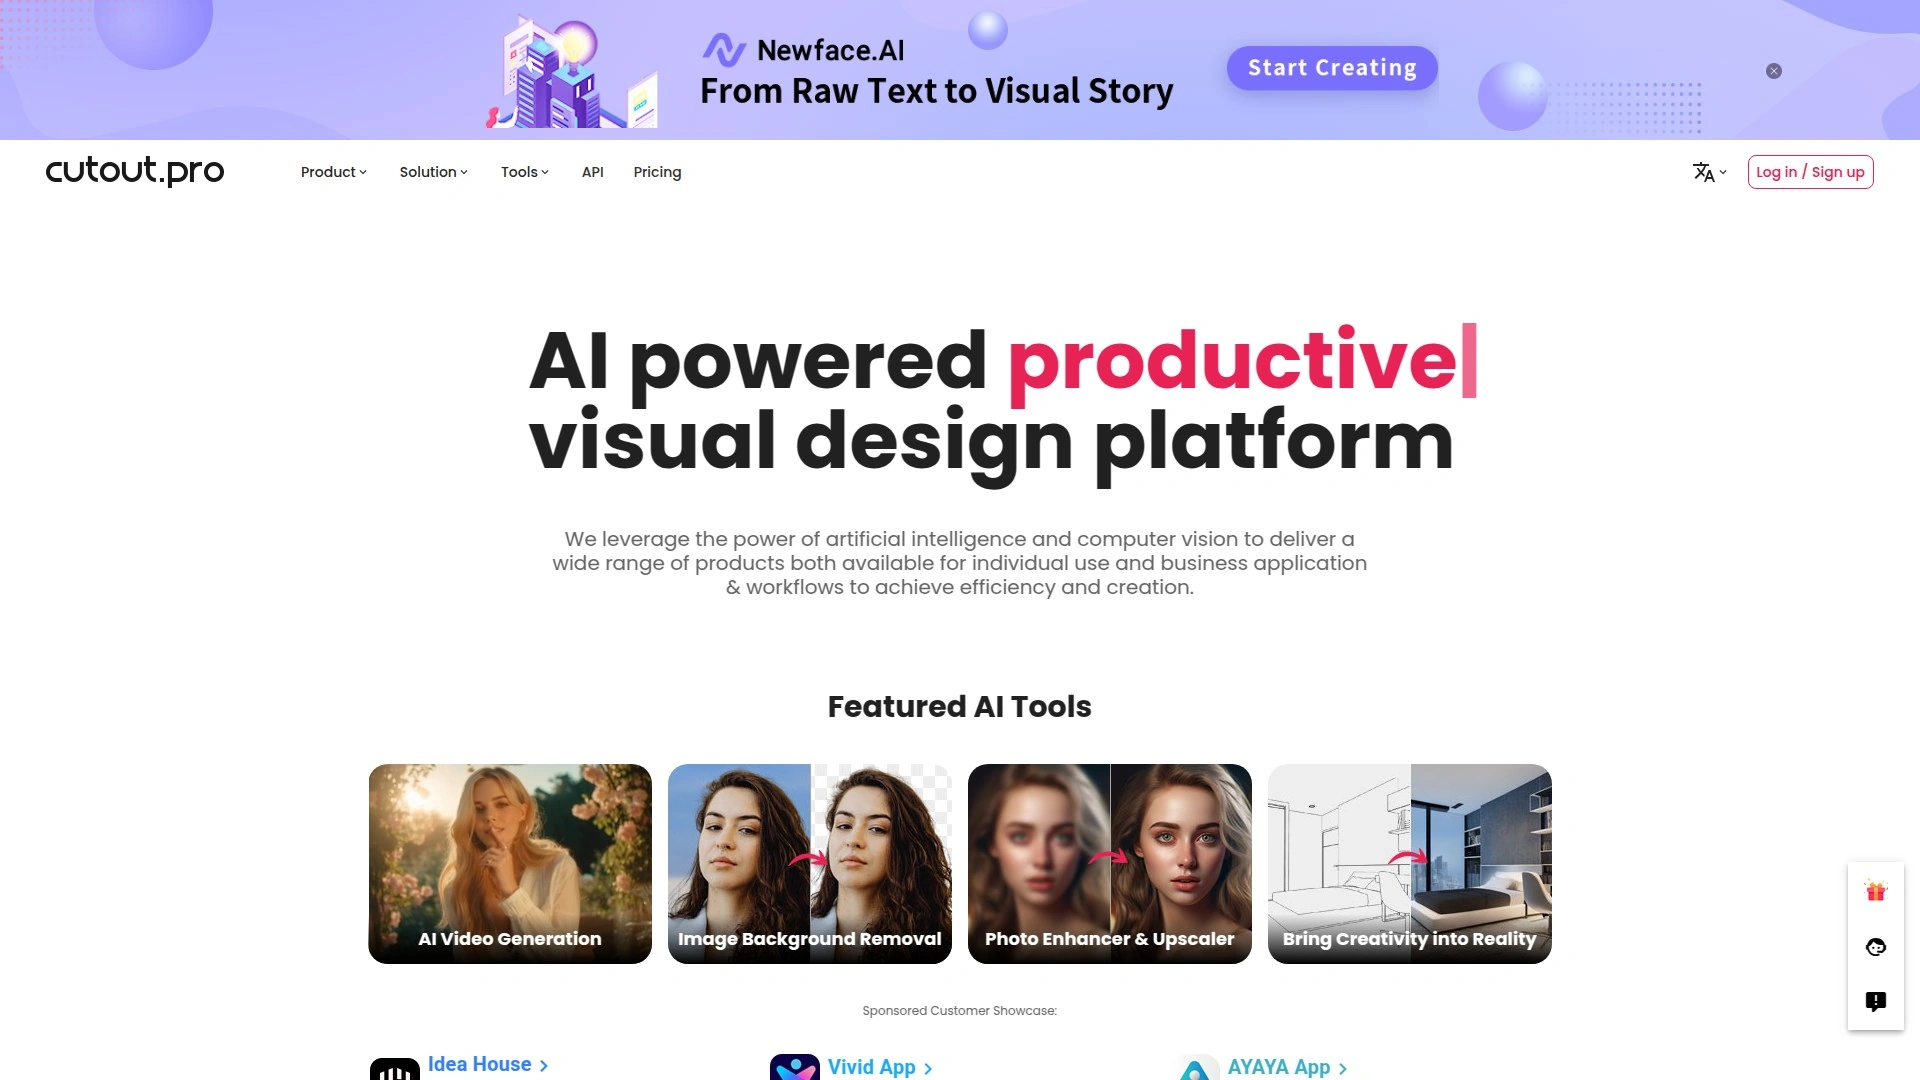 Newface.AI
From Raw Text to Visual Story
Start Creating
cutout.pro
Product
Solution
Tools
API
Pricing
Log in / Sign up
AI powered productive
visual design platform
We leverage the power of artificial intelligence and computer vision to deliver a
wide range of products both available for individual use and business application
& workflows to achieve efficiency and creation.
Featured AI Tools
AI Video Generation
Image Background Removal
Photo Enhancer & Upscaler
Bring Creativity into Reality
Sponsored Customer Showcase:
Idea House
Vivid App
AYAYA App